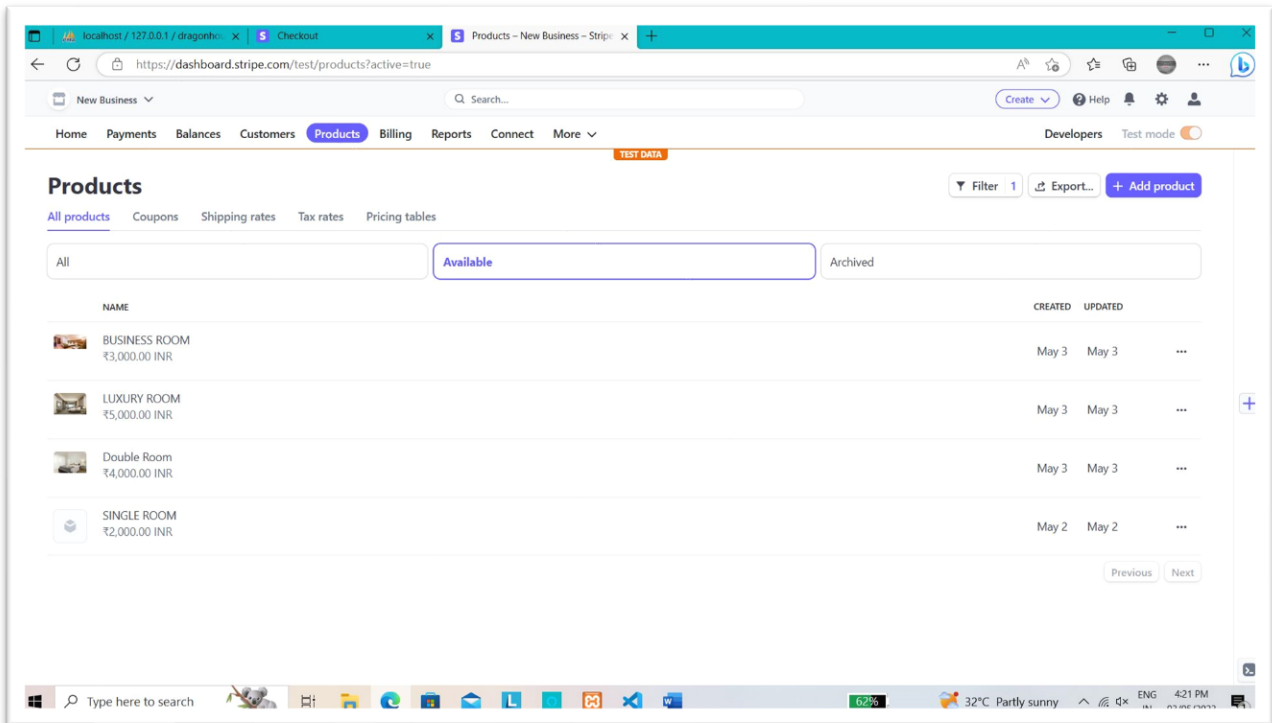 localhost / 127.0.0.1 / dragonhou
Checkout
Products – New Business – Stripe
https://dashboard.stripe.com/test/products?active=true
New Business
Search...
Create
Help
Home Payments Balances Customers Products Billing Reports Connect More Developers Test mode
TEST DATA
Products
Filter 1 Export... + Add product
All products Coupons Shipping rates Tax rates Pricing tables
All Available Archived
NAME CREATED UPDATED
BUSINESS ROOM
₹3,000.00 INR
May 3 May 3
LUXURY ROOM
₹5,000.00 INR
May 3 May 3
Double Room
₹4,000.00 INR
May 3 May 3
SINGLE ROOM
₹2,000.00 INR
May 2 May 2
Previous Next
Type here to search
62%
32°C Partly sunny
ENG
4:21 PM